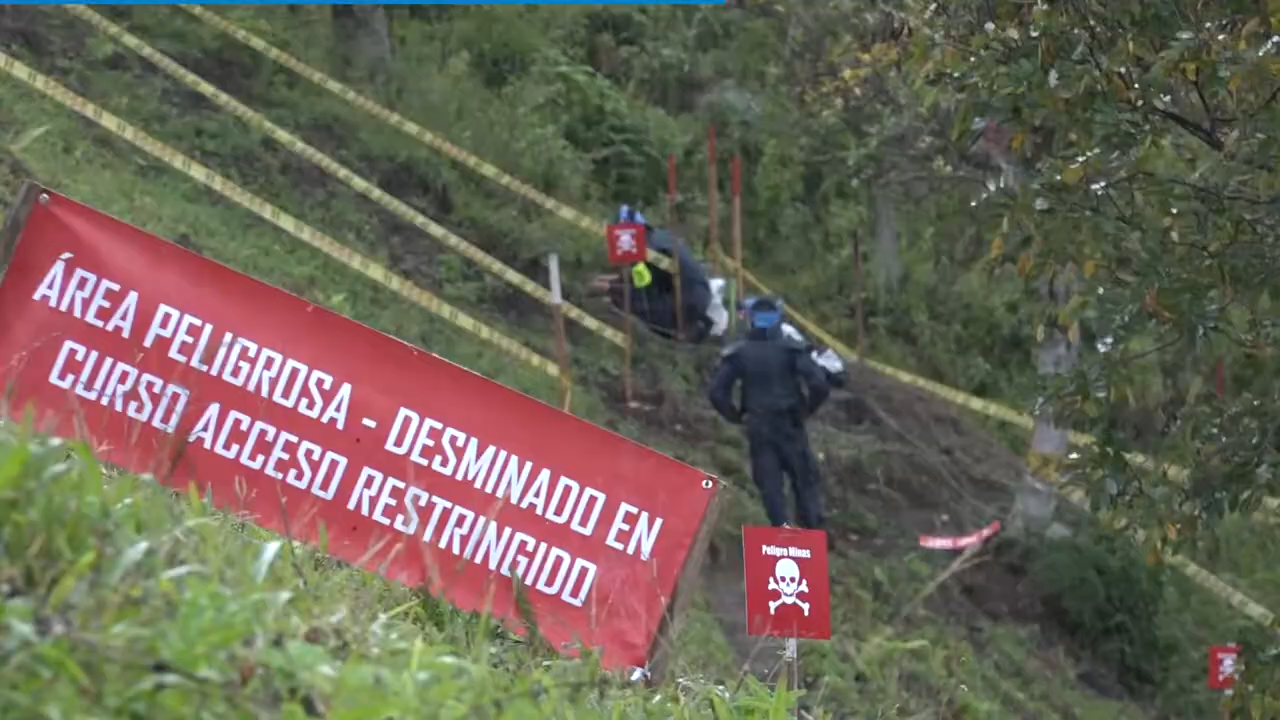 ÁREA PELIGROSA - DESMINADO EN
CURSO ACCESO RESTRINGIDO
Peligro Minas